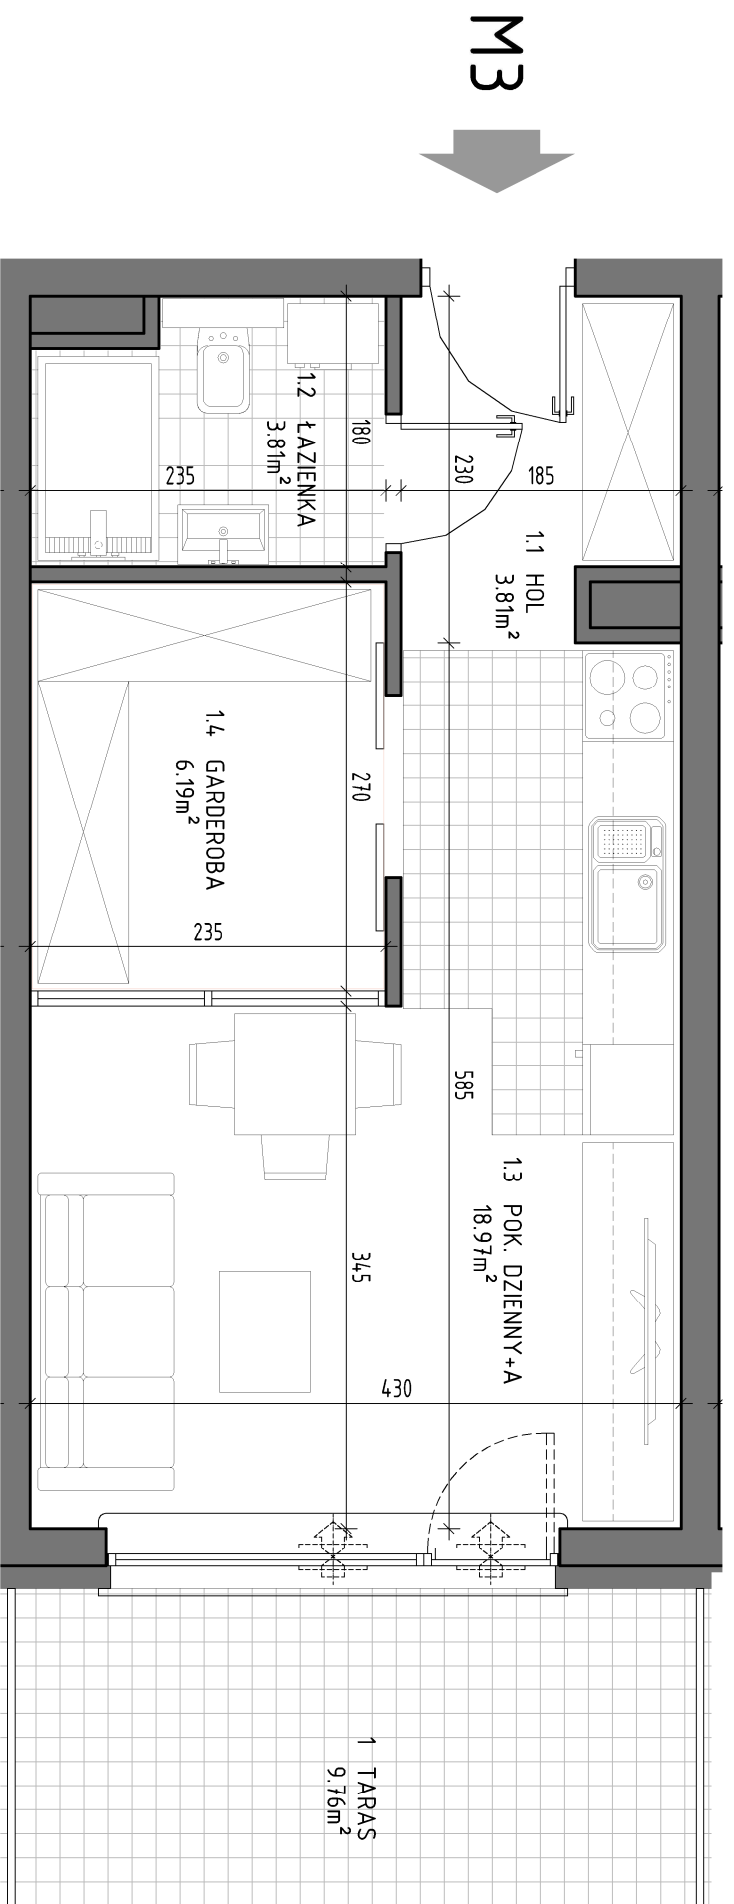 M3
1.2 ŁAZIENKA
3.81m²
180
235
230
185
1.1 HOL
3.81m²
1.4 GARDEROBA
6.19m²
270
235
585
1.3 POK. DZIENNY+A
18.97m²
345
430
1 TARAS
9.76m²